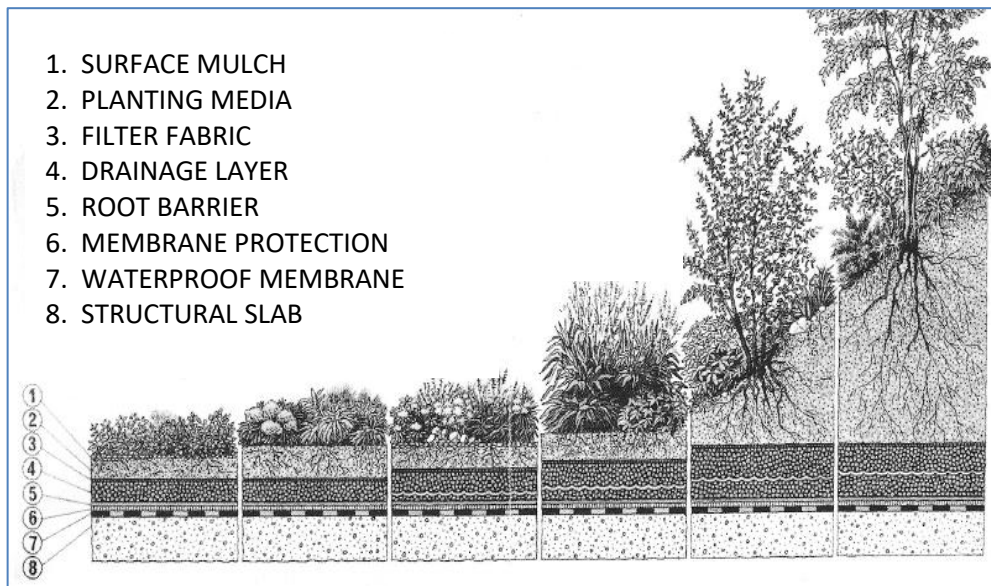 1. SURFACE MULCH
2. PLANTING MEDIA
3. FILTER FABRIC
4. DRAINAGE LAYER
5. ROOT BARRIER
6. MEMBRANE PROTECTION
7. WATERPROOF MEMBRANE
8. STRUCTURAL SLAB
1
2
3
4
5
6
7
8